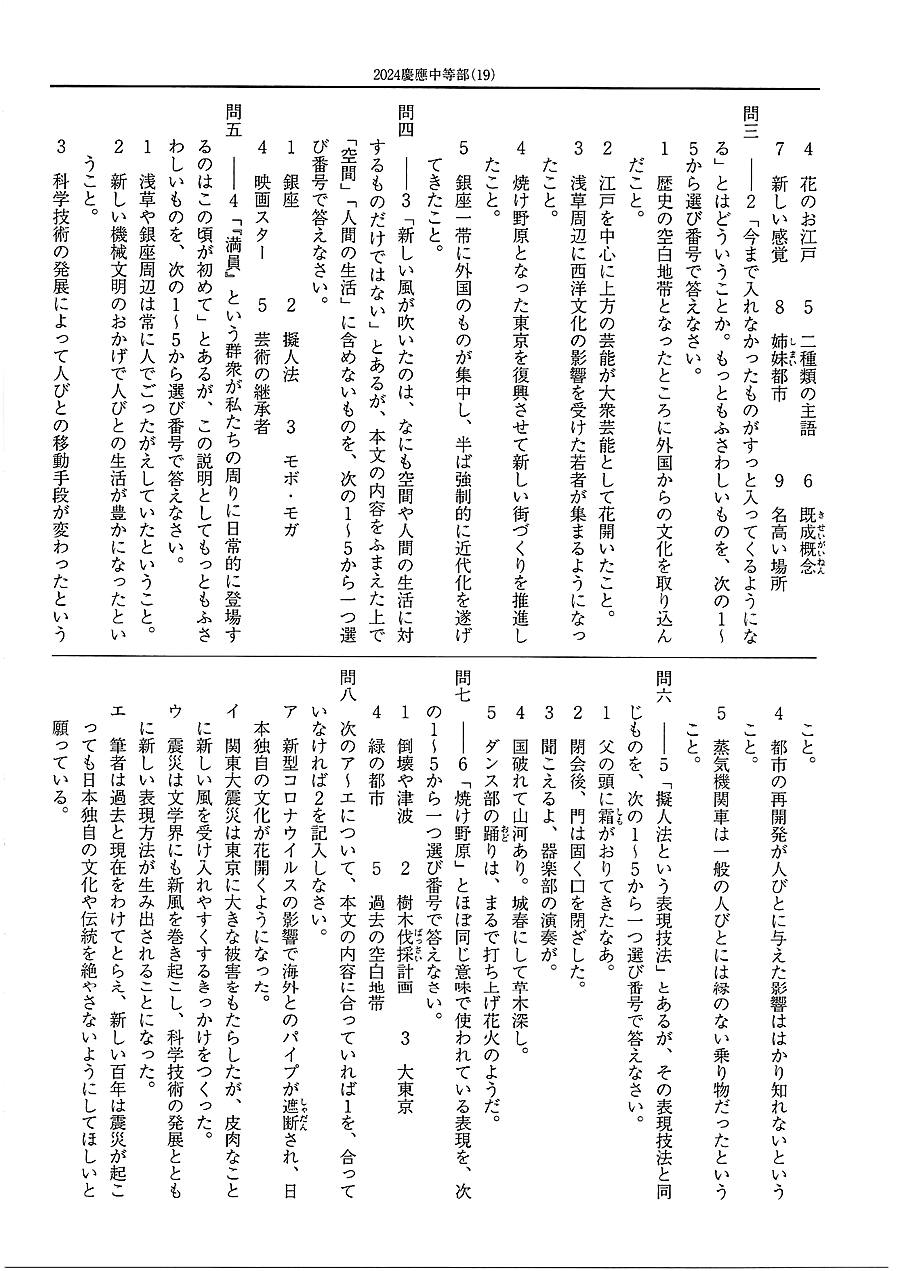 2024慶應中等部(19)
4 花のお江戸 5 二種類の主語 6 既成概念
7 新しい感覚 8 姉妹都市 9 名高い場所
問三 ――2「今まで入れなかったものがすっと入ってくるようにな
る」とはどういうことか。もっともふさわしいものを、次の1〜
5から選び番号で答えなさい。
1 歴史の空白地帯となったところに外国からの文化を取り込ん
だこと。
2 江戸を中心に上方の芸能が大衆芸能として花開いたこと。
3 浅草周辺に西洋文化の影響を受けた若者が集まるようになっ
たこと。
4 焼け野原となった東京を復興させて新しい街づくりを推進し
たこと。
5 銀座一帯に外国のものが集中し、半ば強制的に近代化を遂げ
てきたこと。
問四 ――3「新しい風が吹いたのは、なにも空間や人間の生活に対
するものだけではない」とあるが、本文の内容をふまえた上で
「空間」「人間の生活」に含めないものを、次の1〜5から一つ選
び番号で答えなさい。
1 銀座 2 擬人法 3 モボ・モガ
4 映画スター 5 芸術の継承者
問五 ――4「『満員』という群衆が私たちの周りに日常的に登場す
るのはこの頃が初めて」とあるが、この説明としてもっともふさ
わしいものを、次の1〜5から選び番号で答えなさい。
1 浅草や銀座周辺は常に人でごったがえしていたということ。
2 新しい機械文明のおかげで人びとの生活が豊かになったとい
うこと。
3 科学技術の発展によって人びとの移動手段が変わったという
こと。
4 都市の再開発が人びとに与えた影響ははかり知れないという
こと。
5 蒸気機関車は一般の人びとには縁のない乗り物だったという
こと。
問六 ――5「擬人法という表現技法」とあるが、その表現技法と同
じものを、次の1〜5から一つ選び番号で答えなさい。
1 父の頭に霜がおりてきたなあ。
2 閉会後、門は固く口を閉ざした。
3 聞こえるよ、器楽部の演奏が。
4 国破れて山河あり。城春にして草木深し。
5 ダンス部の踊りは、まるで打ち上げ花火のようだ。
問七 ――6「焼け野原」とほぼ同じ意味で使われている表現を、次
の1〜5から一つ選び番号で答えなさい。
1 倒壊や津波 2 樹木伐採計画 3 大東京
4 緑の都市 5 過去の空白地帯
問八 次のア〜エについて、本文の内容に合っていれば1を、合って
いなければ2を記入しなさい。
ア 新型コロナウイルスの影響で海外とのパイプが遮断され、日
本独自の文化が花開くようになった。
イ 関東大震災は東京に大きな被害をもたらしたが、皮肉なこと
に新しい風を受け入れやすくするきっかけをつくった。
ウ 震災は文学界にも新風を巻き起こし、科学技術の発展ととも
に新しい表現方法が生み出されることになった。
エ 筆者は過去と現在をわけてとらえ、新しい百年は震災が起こ
っても日本独自の文化や伝統を絶やさないようにしてほしいと
願っている。